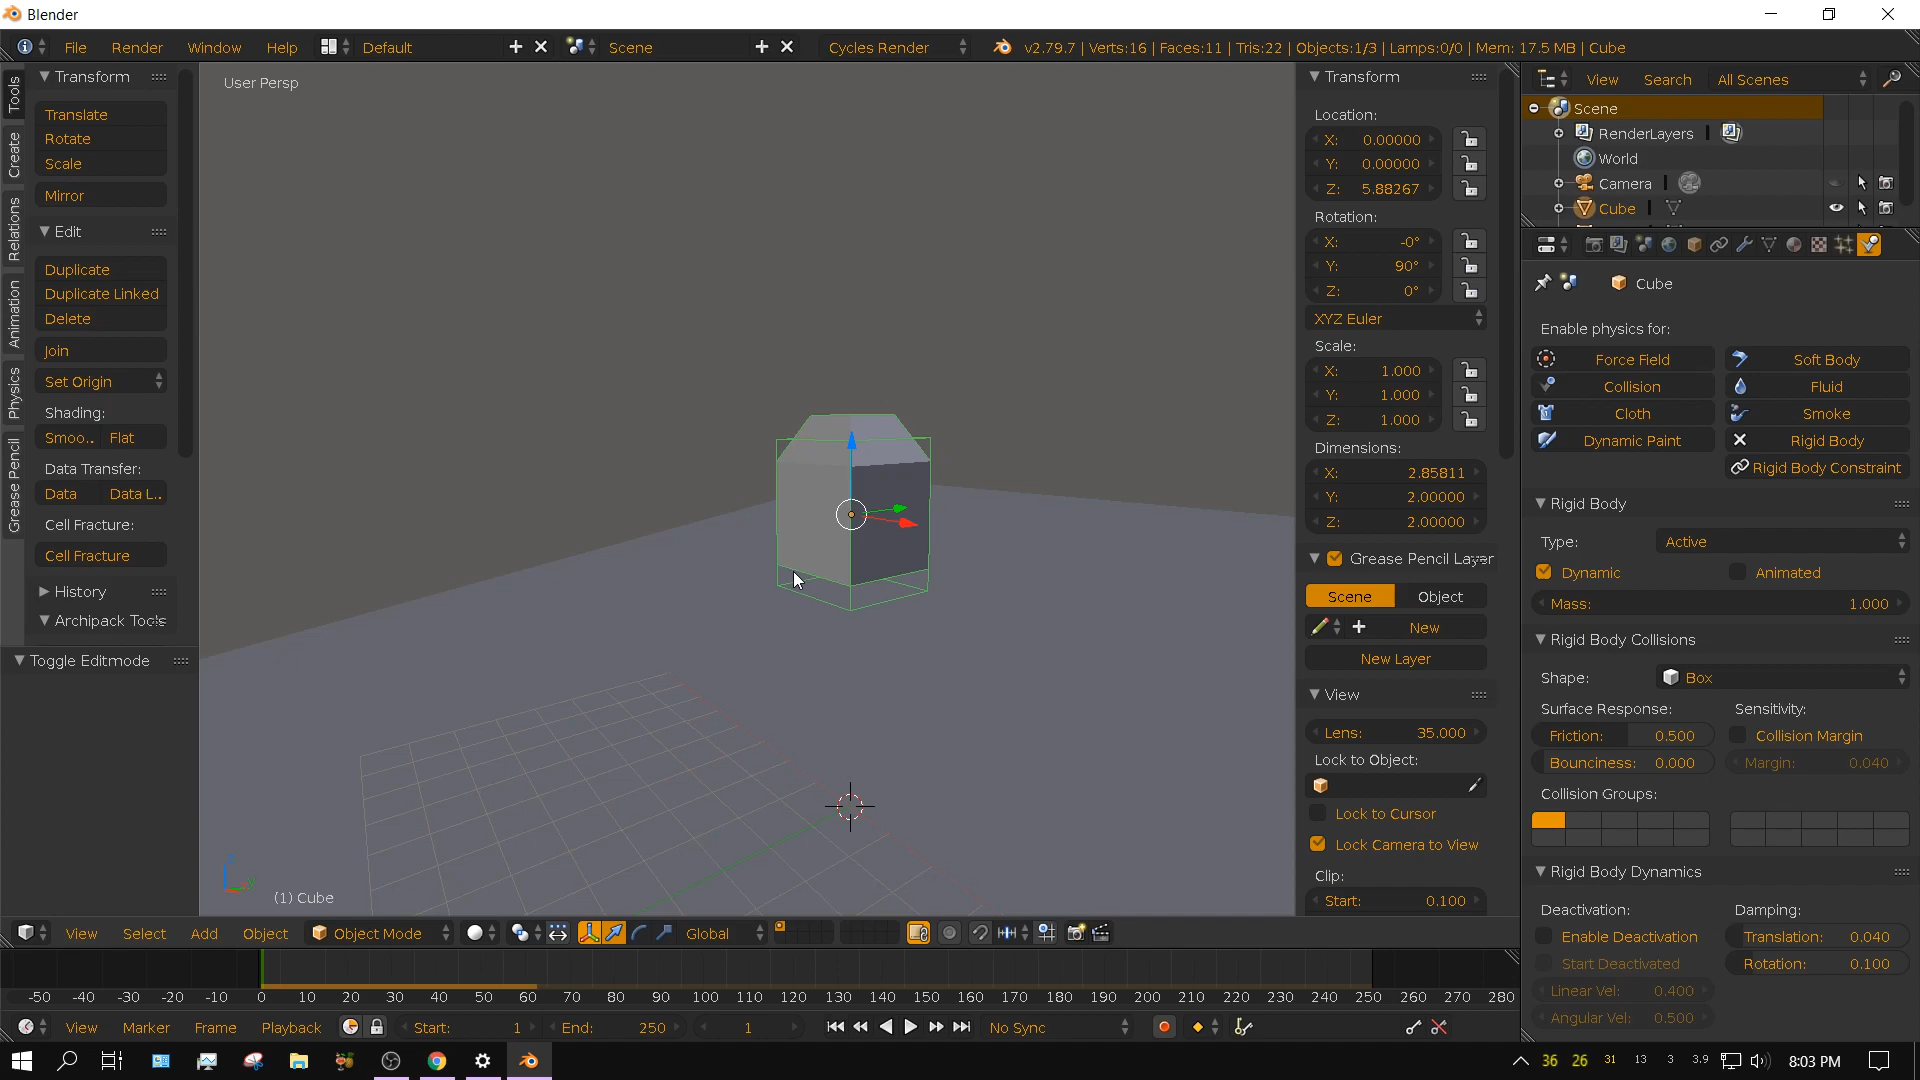 Blender
File Render Window Help Default Scene Cycles Render v2.79.7 | Verts:16 | Faces:11 | Tris:22 | Objects:1/3 | Lamps:0/0 | Mem: 17.5 MB | Cube
Tools
Create
Relations
Animation
Physics
Grease Pencil
Transform
Translate
Rotate
Scale
Mirror
Edit
Duplicate
Duplicate Linked
Delete
Join
Set Origin
Shading:
Smoo.. Flat
Data Transfer:
Data Data L..
Cell Fracture:
Cell Fracture
History
Archipack Tools
Toggle Editmode
User Persp
(1) Cube
Transform
Location:
X: 0.00000
Y: 0.00000
Z: 5.88267
Rotation:
X: -0°
Y: 90°
Z: 0°
XYZ Euler
Scale:
X: 1.000
Y: 1.000
Z: 1.000
Dimensions:
X: 2.85811
Y: 2.00000
Z: 2.00000
Grease Pencil Layer
Scene Object
New
New Layer
View
Lens: 35.000
Lock to Object:
Lock to Cursor
Lock Camera to View
Clip:
Start: 0.100
View Search All Scenes
Scene
RenderLayers
World
Camera
Cube
Cube
Enable physics for:
Force Field Soft Body
Collision Fluid
Cloth Smoke
Dynamic Paint Rigid Body
Rigid Body Constraint
Rigid Body
Type: Active
Dynamic Animated
Mass: 1.000
Rigid Body Collisions
Shape: Box
Surface Response: Sensitivity:
Friction: 0.500 Collision Margin
Bounciness: 0.000 Margin: 0.040
Collision Groups:
Rigid Body Dynamics
Deactivation: Damping:
Enable Deactivation Translation: 0.040
Start Deactivated Rotation: 0.100
Linear Vel: 0.400
Angular Vel: 0.500
View Select Add Object Object Mode Global
-50 -40 -30 -20 -10 0 10 20 30 40 50 60 70 80 90 100 110 120 130 140 150 160 170 180 190 200 210 220 230 240 250 260 270 280
View Marker Frame Playback Start: 1 End: 250 1 No Sync
36 26 31 13 3 3.9 8:03 PM